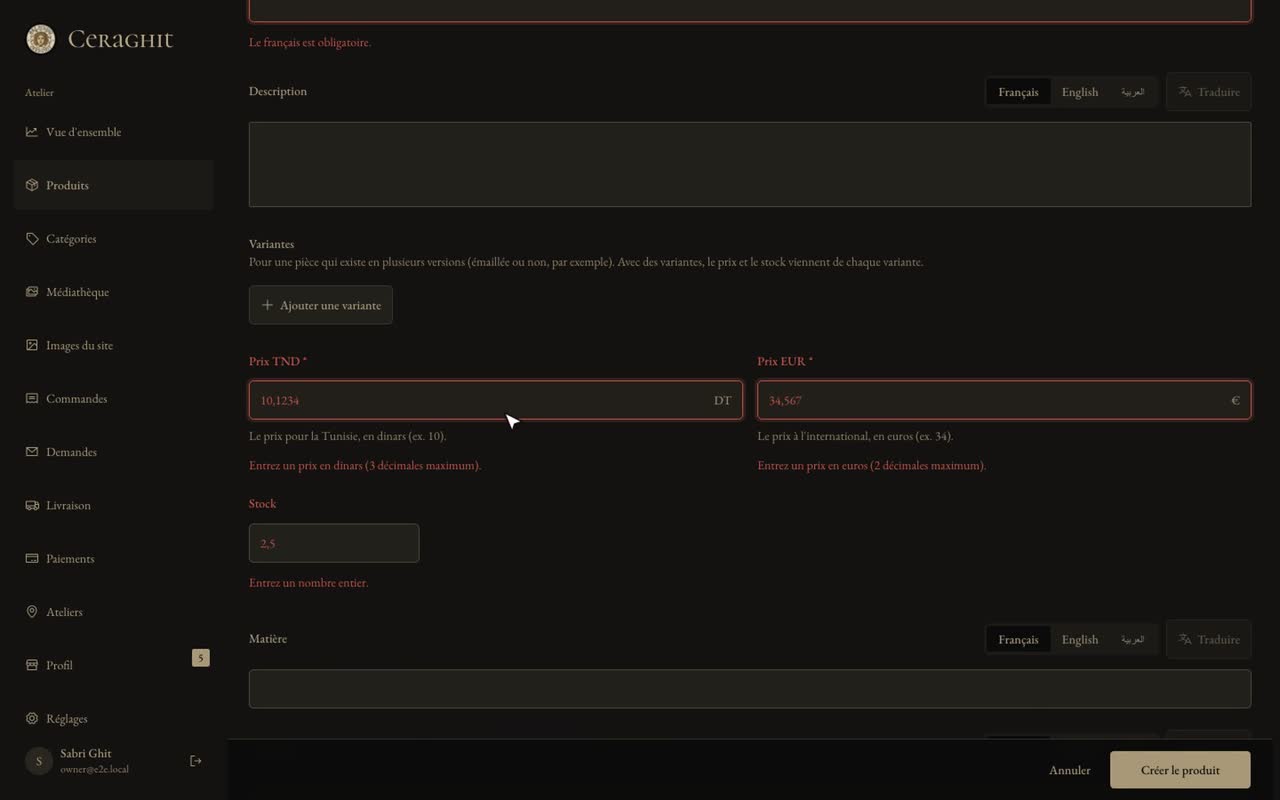 Ceraghit
Atelier
Vue d'ensemble
Produits
Catégories
Médiathèque
Images du site
Commandes
Demandes
Livraison
Paiements
Ateliers
Profil 5
Réglages
S Sabri Ghit
owner@e2e.local
Le français est obligatoire.
Description Français English العربية Traduire
Variantes
Pour une pièce qui existe en plusieurs versions (émaillée ou non, par exemple). Avec des variantes, le prix et le stock viennent de chaque variante.
Ajouter une variante
Prix TND * Prix EUR *
10,1234 DT 34,567 €
Le prix pour la Tunisie, en dinars (ex. 10). Le prix à l'international, en euros (ex. 34).
Entrez un prix en dinars (3 décimales maximum). Entrez un prix en euros (2 décimales maximum).
Stock
2,5
Entrez un nombre entier.
Matière Français English العربية Traduire
Annuler Créer le produit